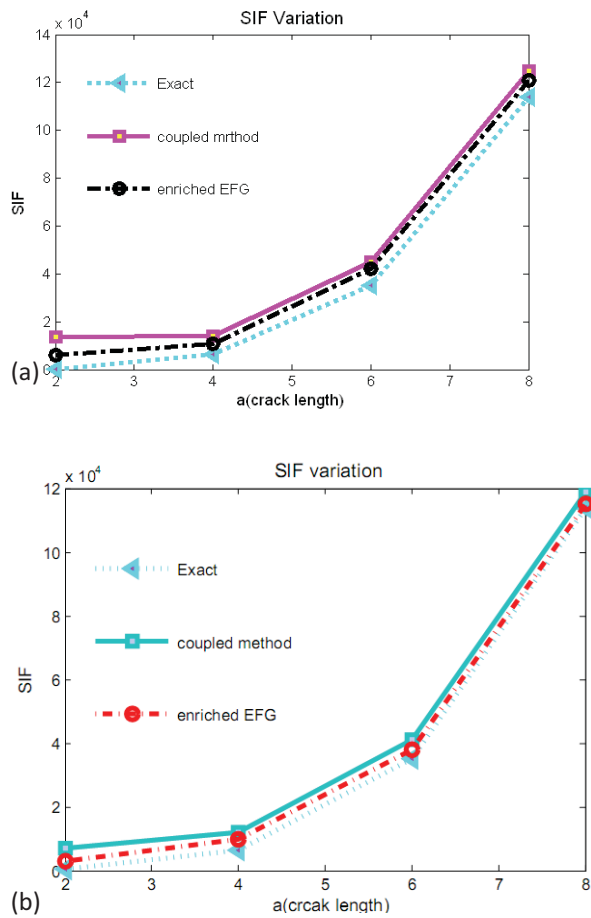 SIF Variation
x 10^4
14
12
10
8
6
4
2
0
SIF
Exact
coupled mrthod
enriched EFG
2 3 4 5 6 7 8
a(crack length)
(a)
SIF variation
x 10^4
12
10
8
6
4
2
0
SIF
Exact
coupled method
enriched EFG
2 3 4 5 6 7 8
a(crcak length)
(b)